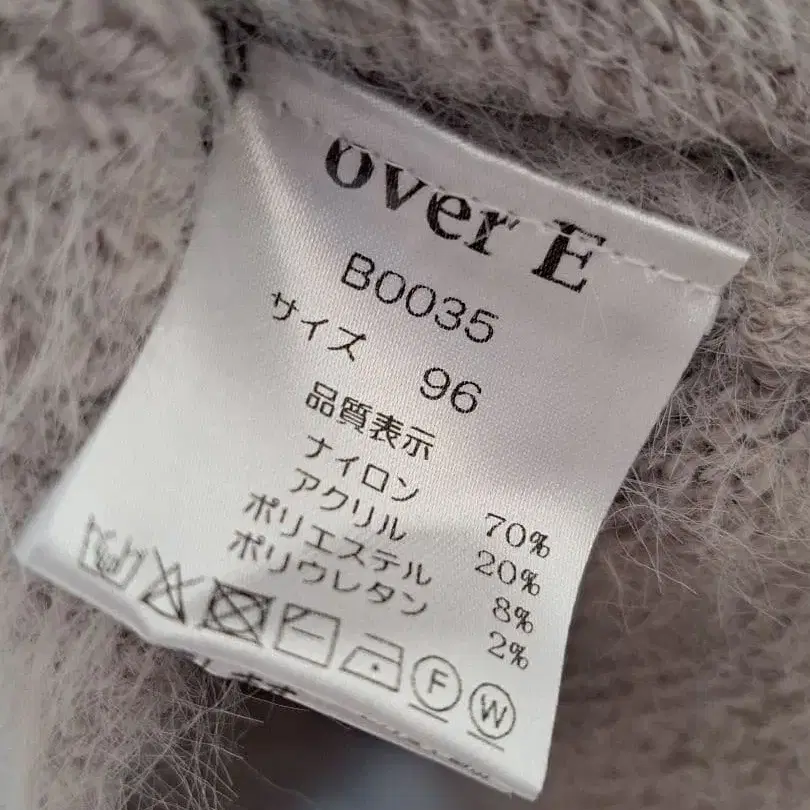 over E
B0035
サイズ 96
品質表示
ナイロン 70%
アクリル 20%
ポリエステル 8%
ポリウレタン 2%
F W